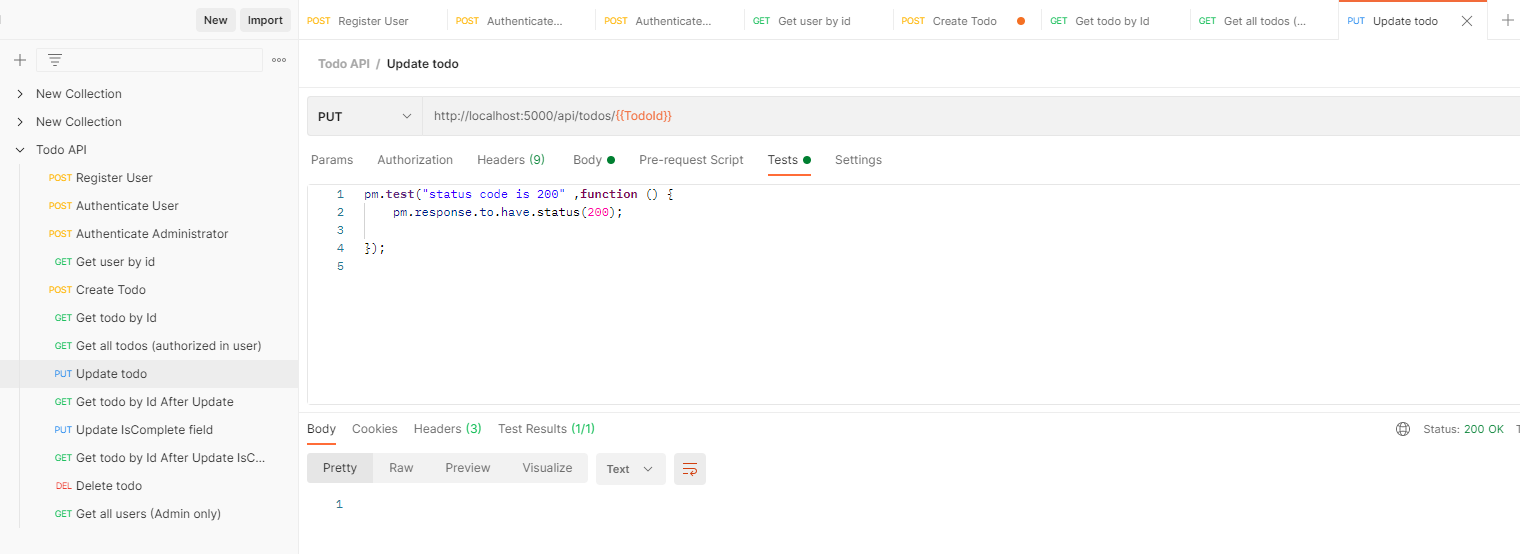 New Import
POST Register User POST Authenticate... POST Authenticate... GET Get user by id POST Create Todo GET Get todo by Id GET Get all todos (... PUT Update todo
Todo API / Update todo
New Collection
New Collection
Todo API
POST Register User
POST Authenticate User
POST Authenticate Administrator
GET Get user by id
POST Create Todo
GET Get todo by Id
GET Get all todos (authorized in user)
PUT Update todo
GET Get todo by Id After Update
PUT Update IsComplete field
GET Get todo by Id After Update IsC...
DEL Delete todo
GET Get all users (Admin only)
PUT http://localhost:5000/api/todos/{{TodoId}}
Params Authorization Headers (9) Body Pre-request Script Tests Settings
1 pm.test("status code is 200" ,function () {
2 pm.response.to.have.status(200);
3
4 });
5
Body Cookies Headers (3) Test Results (1/1) Status: 200 OK
Pretty Raw Preview Visualize Text
1